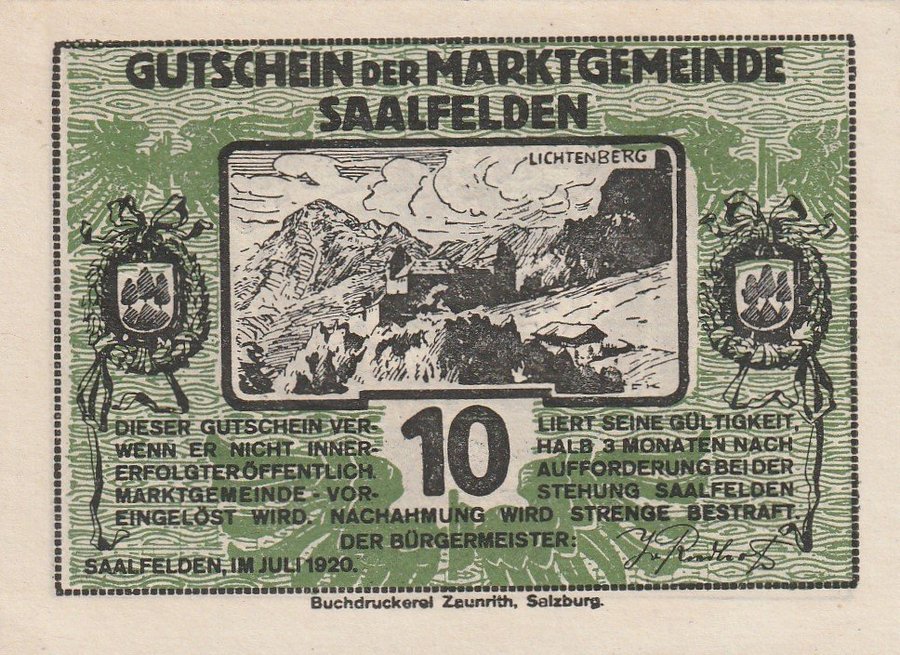 GUTSCHEIN DER MARKTGEMEINDE
SAALFELDEN
LICHTENBERG
10
DIESER GUTSCHEIN VER- LIERT SEINE GÜLTIGKEIT,
WENN ER NICHT INNER- HALB 3 MONATEN NACH
ERFOLGTER ÖFFENTLICH. AUFFORDERUNG BEI DER
MARKTGEMEINDE - VOR- STEHUNG SAALFELDEN
EINGELÖST WIRD. NACHAHMUNG WIRD STRENGE BESTRAFT.
DER BÜRGERMEISTER:
SAALFELDEN, IM JULI 1920.
Buchdruckerei Zaunrith, Salzburg.